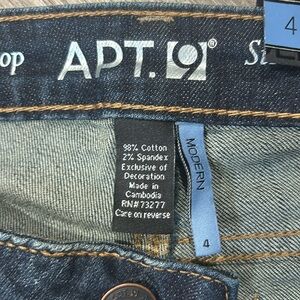 op APT.9® St
4
98% Cotton
2% Spandex
Exclusive of
Decoration
Made in
Cambodia
RN#73277
Care on reverse
MODERN
4